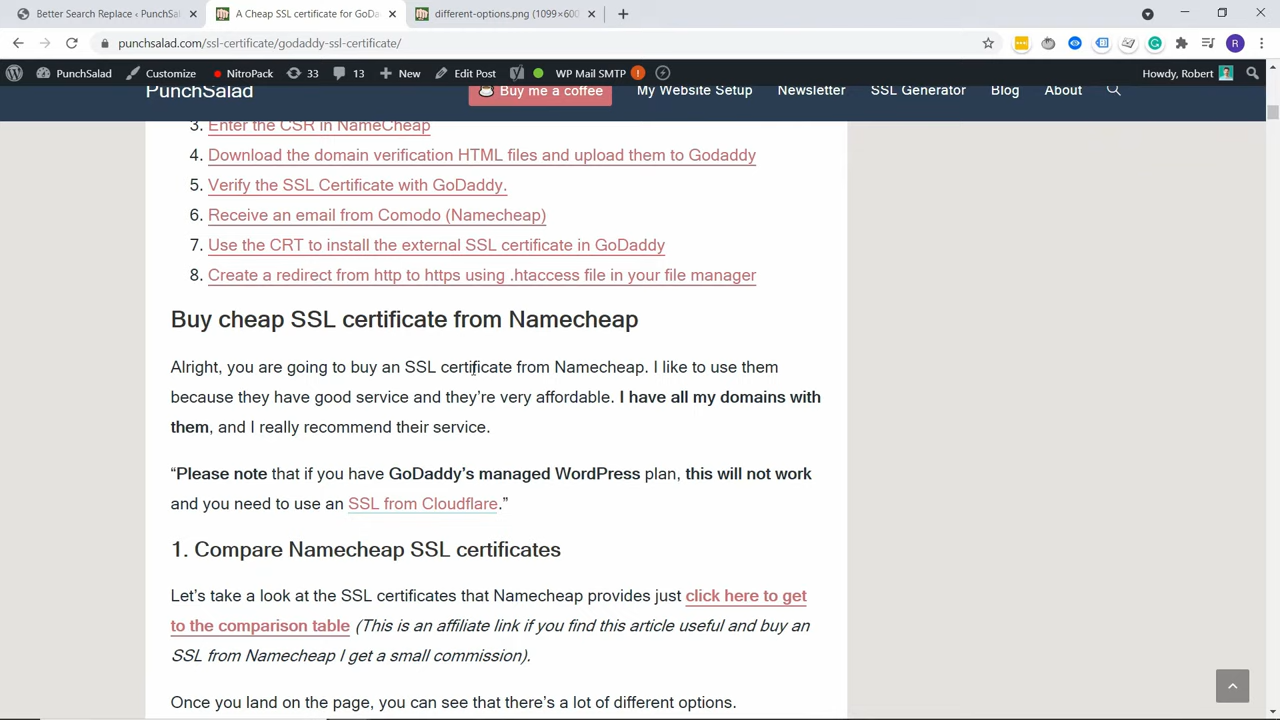 Better Search Replace ‹ PunchSal
A Cheap SSL certificate for GoDa
different-options.png (1099×600
punchsalad.com/ssl-certificate/godaddy-ssl-certificate/
R
PunchSalad Customize NitroPack 33 13 New Edit Post WP Mail SMTP ! Howdy, Robert
PunchSalad Buy me a coffee My Website Setup Newsletter SSL Generator Blog About
3. Enter the CSR in NameCheap
4. Download the domain verification HTML files and upload them to Godaddy
5. Verify the SSL Certificate with GoDaddy.
6. Receive an email from Comodo (Namecheap)
7. Use the CRT to install the external SSL certificate in GoDaddy
8. Create a redirect from http to https using .htaccess file in your file manager
Buy cheap SSL certificate from Namecheap
Alright, you are going to buy an SSL certificate from Namecheap. I like to use them
because they have good service and they’re very affordable. I have all my domains with
them, and I really recommend their service.
“Please note that if you have GoDaddy’s managed WordPress plan, this will not work
and you need to use an SSL from Cloudflare.”
1. Compare Namecheap SSL certificates
Let’s take a look at the SSL certificates that Namecheap provides just click here to get
to the comparison table (This is an affiliate link if you find this article useful and buy an
SSL from Namecheap I get a small commission).
Once you land on the page, you can see that there’s a lot of different options.